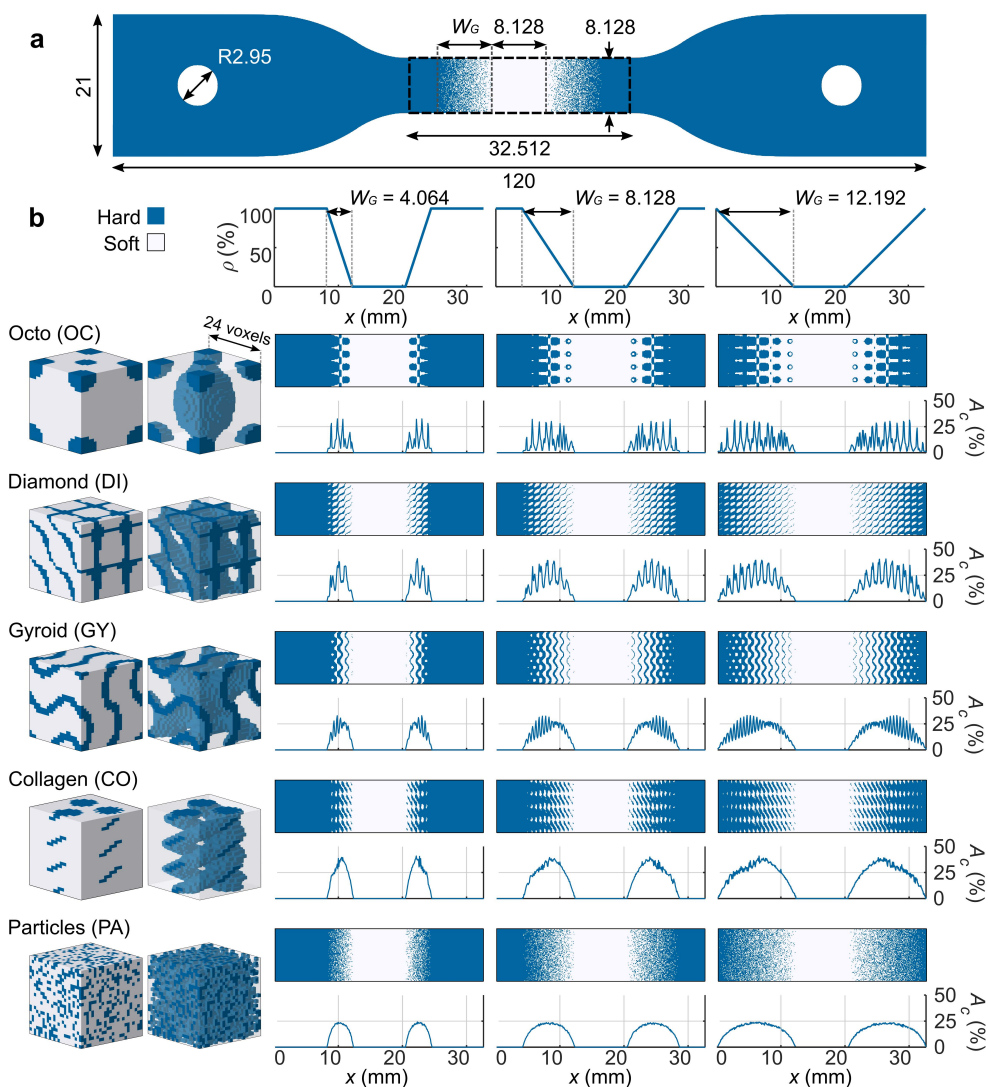 a
W_G
8.128
8.128
R2.95
21
32.512
120
b
Hard
Soft
W_G = 4.064
W_G = 8.128
W_G = 12.192
ρ (%)
100
50
0 10 20 30
10 20 30
10 20 30
x (mm)
x (mm)
x (mm)
Octo (OC)
24 voxels
50
25
0
A_c (%)
Diamond (DI)
50
25
0
A_c (%)
Gyroid (GY)
50
25
0
A_c (%)
Collagen (CO)
50
25
0
A_c (%)
Particles (PA)
50
25
0
A_c (%)
0 10 20 30
0 10 20 30
0 10 20 30
x (mm)
x (mm)
x (mm)